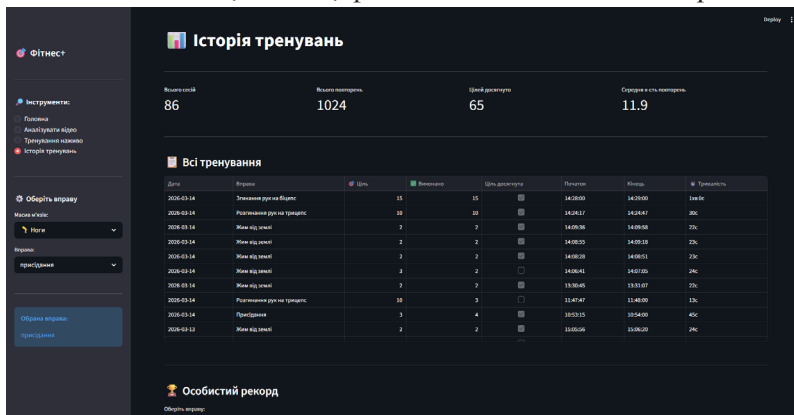 Deploy
Фітнес+
Історія тренувань
Інструменти:
Головна
Аналізувати відео
Тренування наживо
Історія тренувань
Оберіть вправу
Масив м'язів:
Ноги
Вправа:
присідання
Обрана вправа:
присідання
Всього сесій
Всього повторень
Цілей досягнуто
Середня к-сть повторень
86
1024
65
11.9
Всі тренування
Дата Вправа Ціль Виконано Ціль досягнута Початок Кінець Тривалість
2026-03-14 Згинання рук на біцепс 15 15 14:28:00 14:29:00 1хв 0с
2026-03-14 Розгинання рук на трицепс 10 10 14:24:17 14:24:47 30с
2026-03-14 Жим від землі 2 2 14:09:36 14:09:58 22с
2026-03-14 Жим від землі 2 2 14:08:55 14:09:18 23с
2026-03-14 Жим від землі 2 2 14:08:28 14:08:51 23с
2026-03-14 Жим від землі 3 2 14:06:41 14:07:05 24с
2026-03-14 Жим від землі 2 2 13:30:45 13:31:07 22с
2026-03-14 Розгинання рук на трицепс 10 3 11:47:47 11:48:00 13с
2026-03-14 Присідання 3 4 10:53:15 10:54:00 45с
2026-03-13 Жим від землі 2 2 15:05:56 15:06:20 24с
Особистий рекорд
Оберіть вправу: